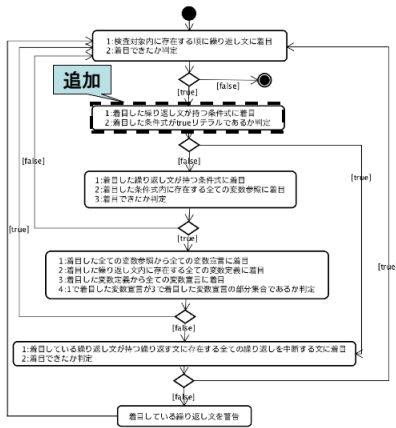 1:検査対象内に存在する順に繰り返し文に着目
2:着目できたか判定
[true]
[false]
追加
1:着目した繰り返し文が持つ条件式に着目
2:着目した条件式がtrueリテラルであるか判定
[false]
[false]
[true]
1:着目した繰り返し文が持つ条件式に着目
2:着目した条件式内に存在する全ての変数参照に着目
3:着目できたか判定
[true]
[true]
[true]
1:着目した全ての変数参照から全ての変数宣言に着目
2:着目した繰り返し文内に存在する全ての変数定義に着目
3:着目した変数定義から全ての変数宣言に着目
4:1で着目した変数宣言が3で着目した変数宣言の部分集合であるか判定
[false]
1:着目している繰り返し文が持つ繰り返す文に存在する全ての繰り返しを中断する文に着目
2:着目できたか判定
[false]
着目している繰り返し文を警告